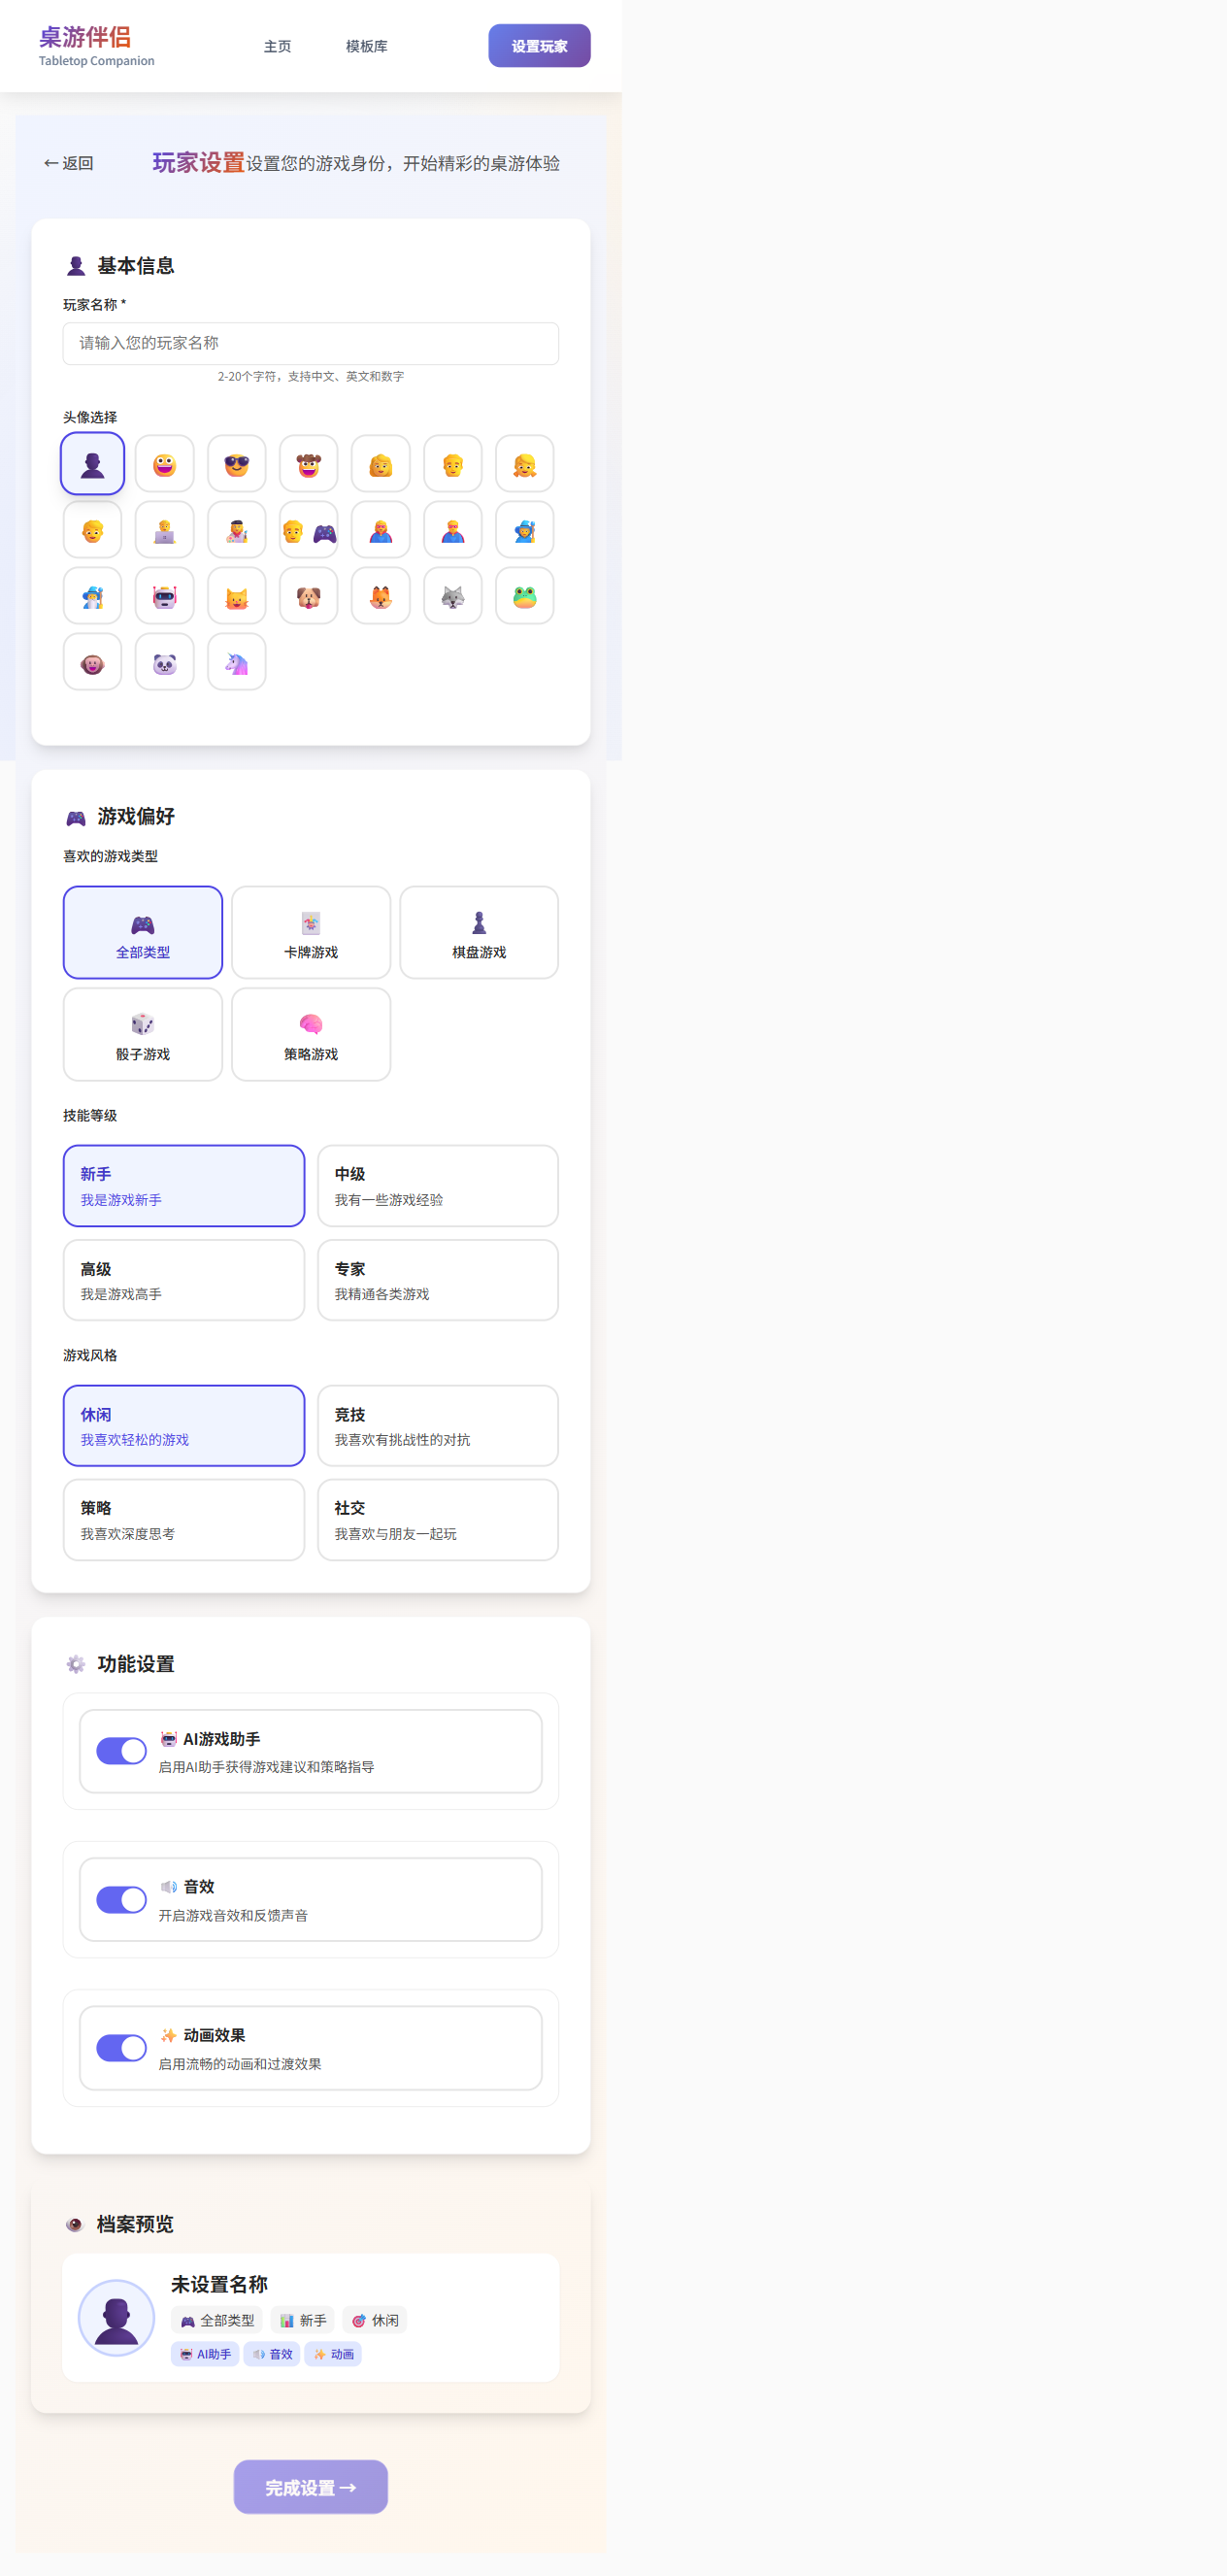 桌游伴侣
Tabletop Companion
主页
模板库
设置玩家
← 返回
玩家设置设置您的游戏身份，开始精彩的桌游体验
基本信息
玩家名称 *
请输入您的玩家名称
2-20个字符，支持中文、英文和数字
头像选择
游戏偏好
喜欢的游戏类型
全部类型
卡牌游戏
棋盘游戏
骰子游戏
策略游戏
技能等级
新手
我是游戏新手
中级
我有一些游戏经验
高级
我是游戏高手
专家
我精通各类游戏
游戏风格
休闲
我喜欢轻松的游戏
竞技
我喜欢有挑战性的对抗
策略
我喜欢深度思考
社交
我喜欢与朋友一起玩
功能设置
AI游戏助手
启用AI助手获得游戏建议和策略指导
音效
开启游戏音效和反馈声音
动画效果
启用流畅的动画和过渡效果
档案预览
未设置名称
全部类型 新手 休闲
AI助手 音效 动画
完成设置 →